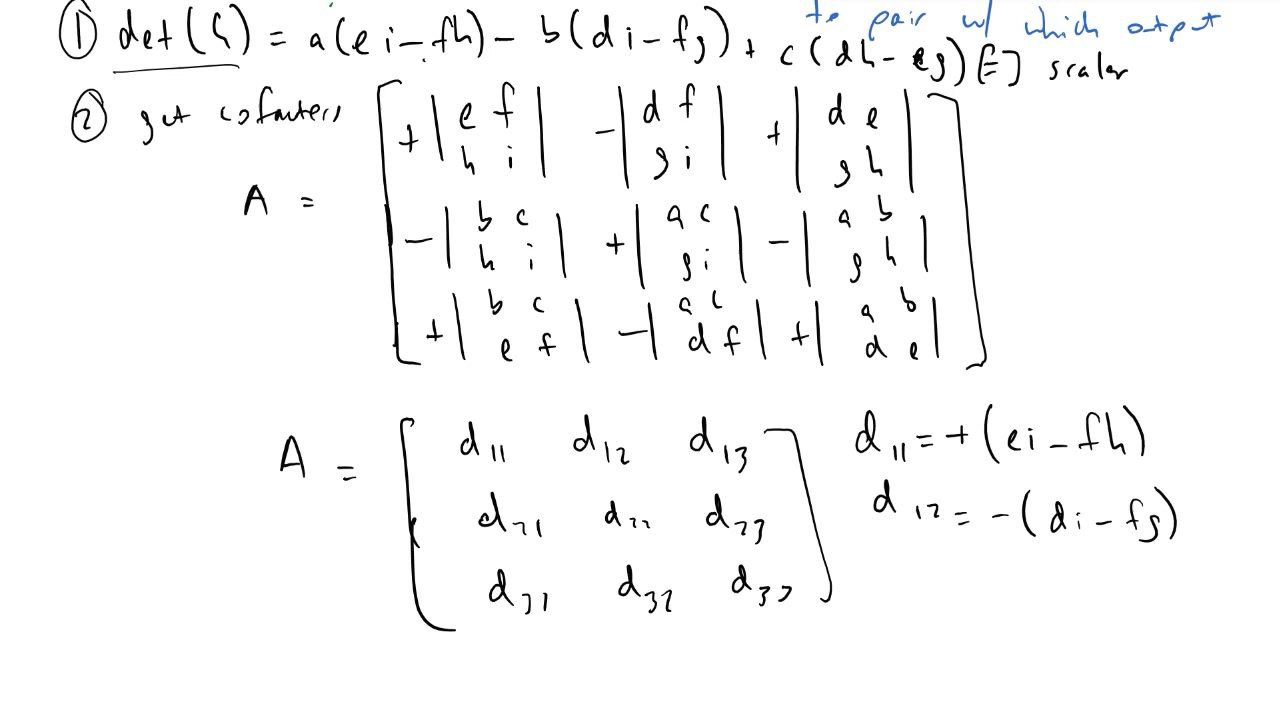 to pair w/ which output
① det(G) = a(ei-fh) - b(di-fg) + c(dh-eg) [=] scalar
② get cofacters
A = [ +|e f; h i| -|d f; g i| +|d e; g h|
-|b c; h i| +|a c; g i| -|a b; g h|
+|b c; e f| -|a c; d f| +|a b; d e| ]
A = [ d11 d12 d13
d21 d22 d23
d31 d32 d33 ]
d11 = +(ei-fh)
d12 = -(di-fg)